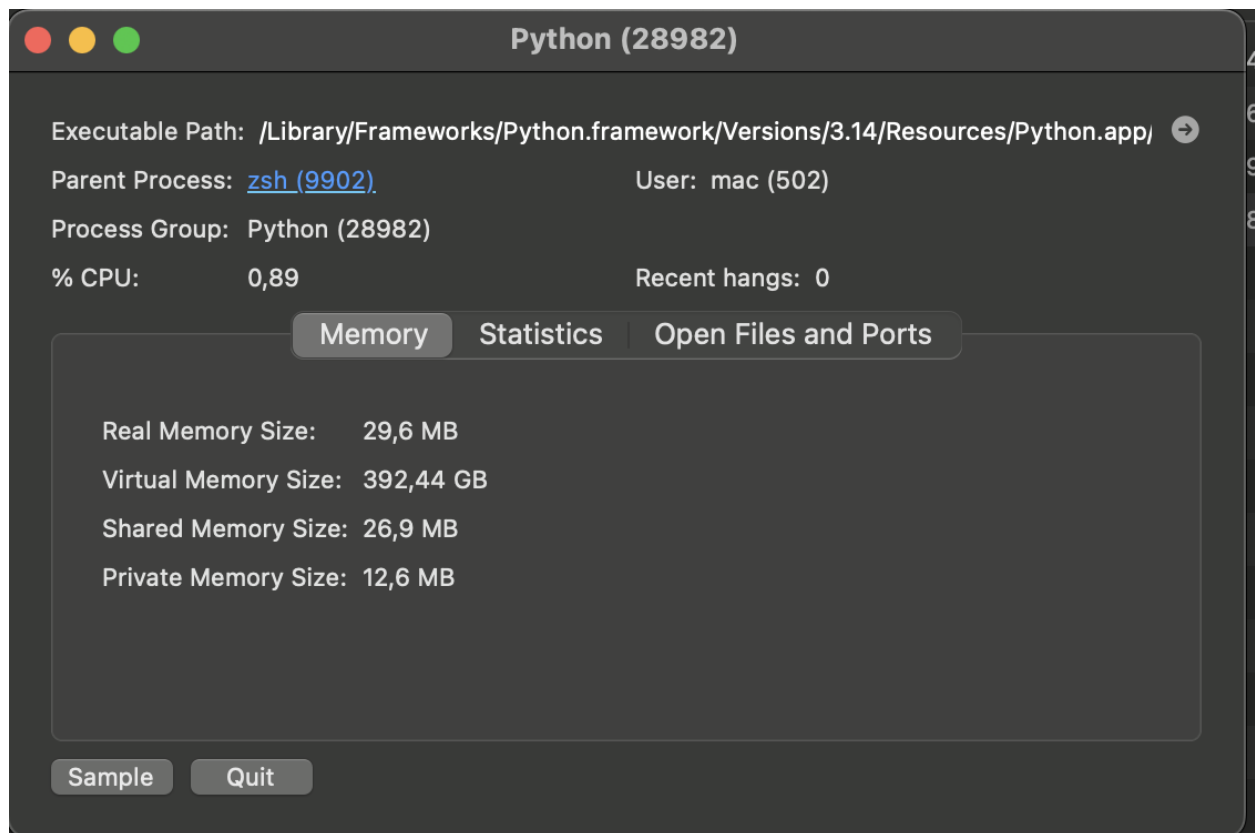 Python (28982)
Executable Path: /Library/Frameworks/Python.framework/Versions/3.14/Resources/Python.app/
Parent Process: zsh (9902) User: mac (502)
Process Group: Python (28982)
% CPU: 0,89 Recent hangs: 0
Memory Statistics Open Files and Ports
Real Memory Size: 29,6 MB
Virtual Memory Size: 392,44 GB
Shared Memory Size: 26,9 MB
Private Memory Size: 12,6 MB
Sample Quit